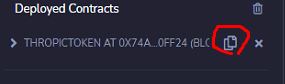 Deployed Contracts
THROPICTOKEN AT 0X74A...0FF24 (BLO